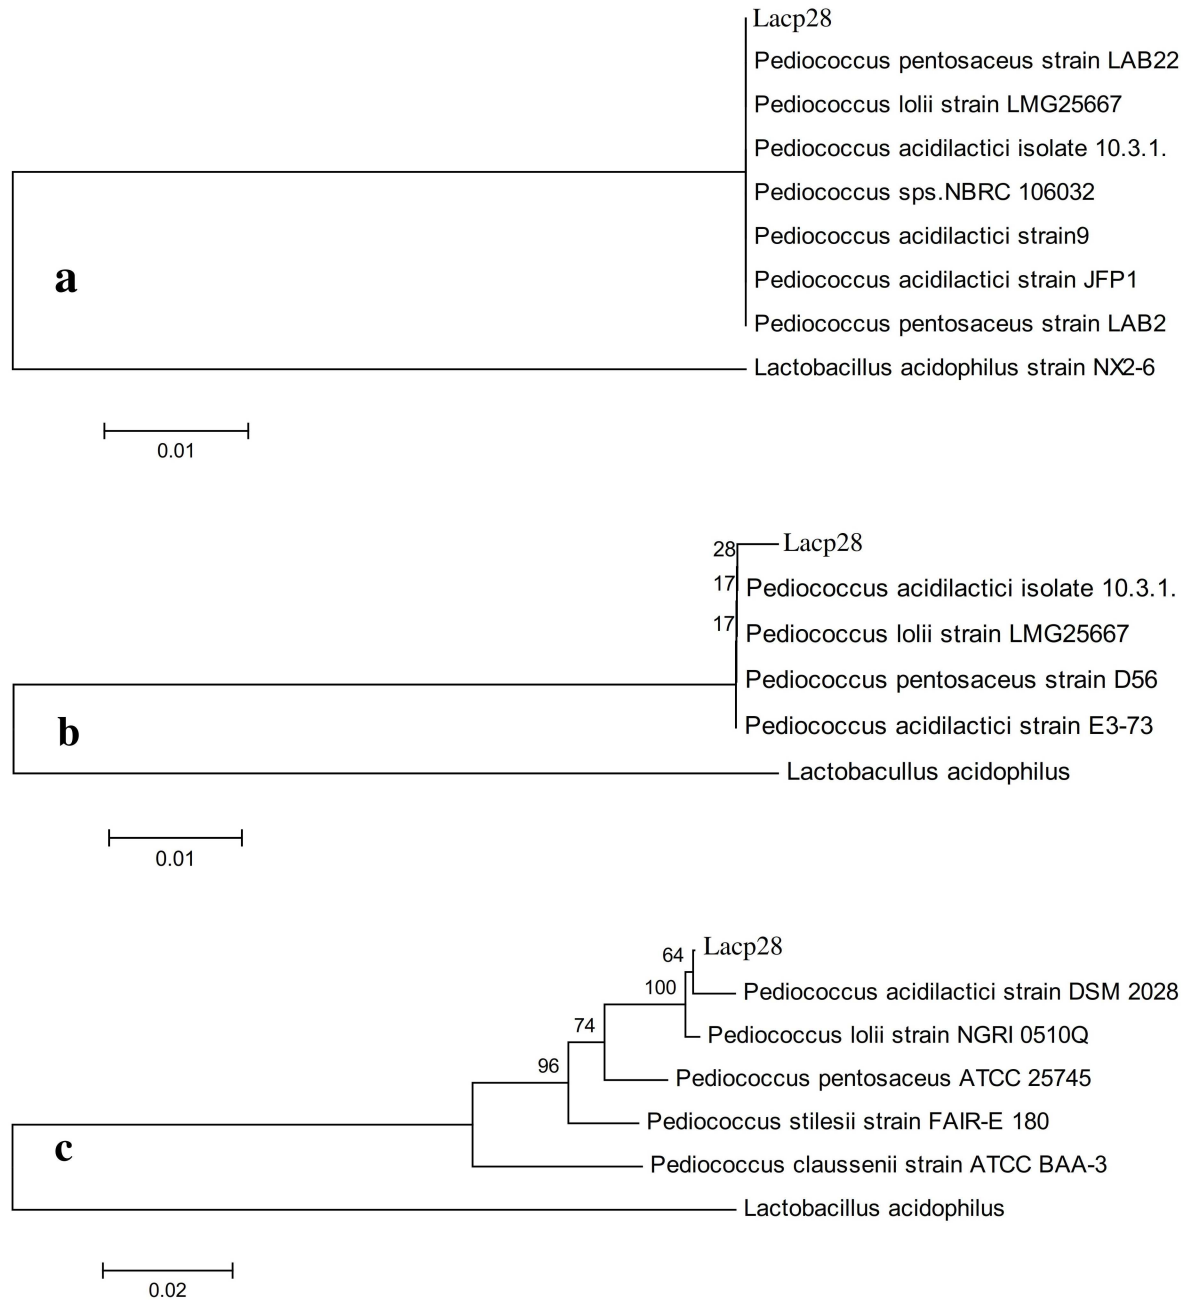 Lacp28
Pediococcus pentosaceus strain LAB22
Pediococcus lolii strain LMG25667
Pediococcus acidilactici isolate 10.3.1.
Pediococcus sps.NBRC 106032
Pediococcus acidilactici strain9
a
Pediococcus acidilactici strain JFP1
Pediococcus pentosaceus strain LAB2
Lactobacillus acidophilus strain NX2-6
0.01
28
Lacp28
17
Pediococcus acidilactici isolate 10.3.1.
17
Pediococcus lolii strain LMG25667
Pediococcus pentosaceus strain D56
b
Pediococcus acidilactici strain E3-73
Lactobacullus acidophilus
0.01
64
Lacp28
100
Pediococcus acidilactici strain DSM 2028
74
Pediococcus lolii strain NGRI 0510Q
96
Pediococcus pentosaceus ATCC 25745
Pediococcus stilesii strain FAIR-E 180
c
Pediococcus claussenii strain ATCC BAA-3
Lactobacillus acidophilus
0.02